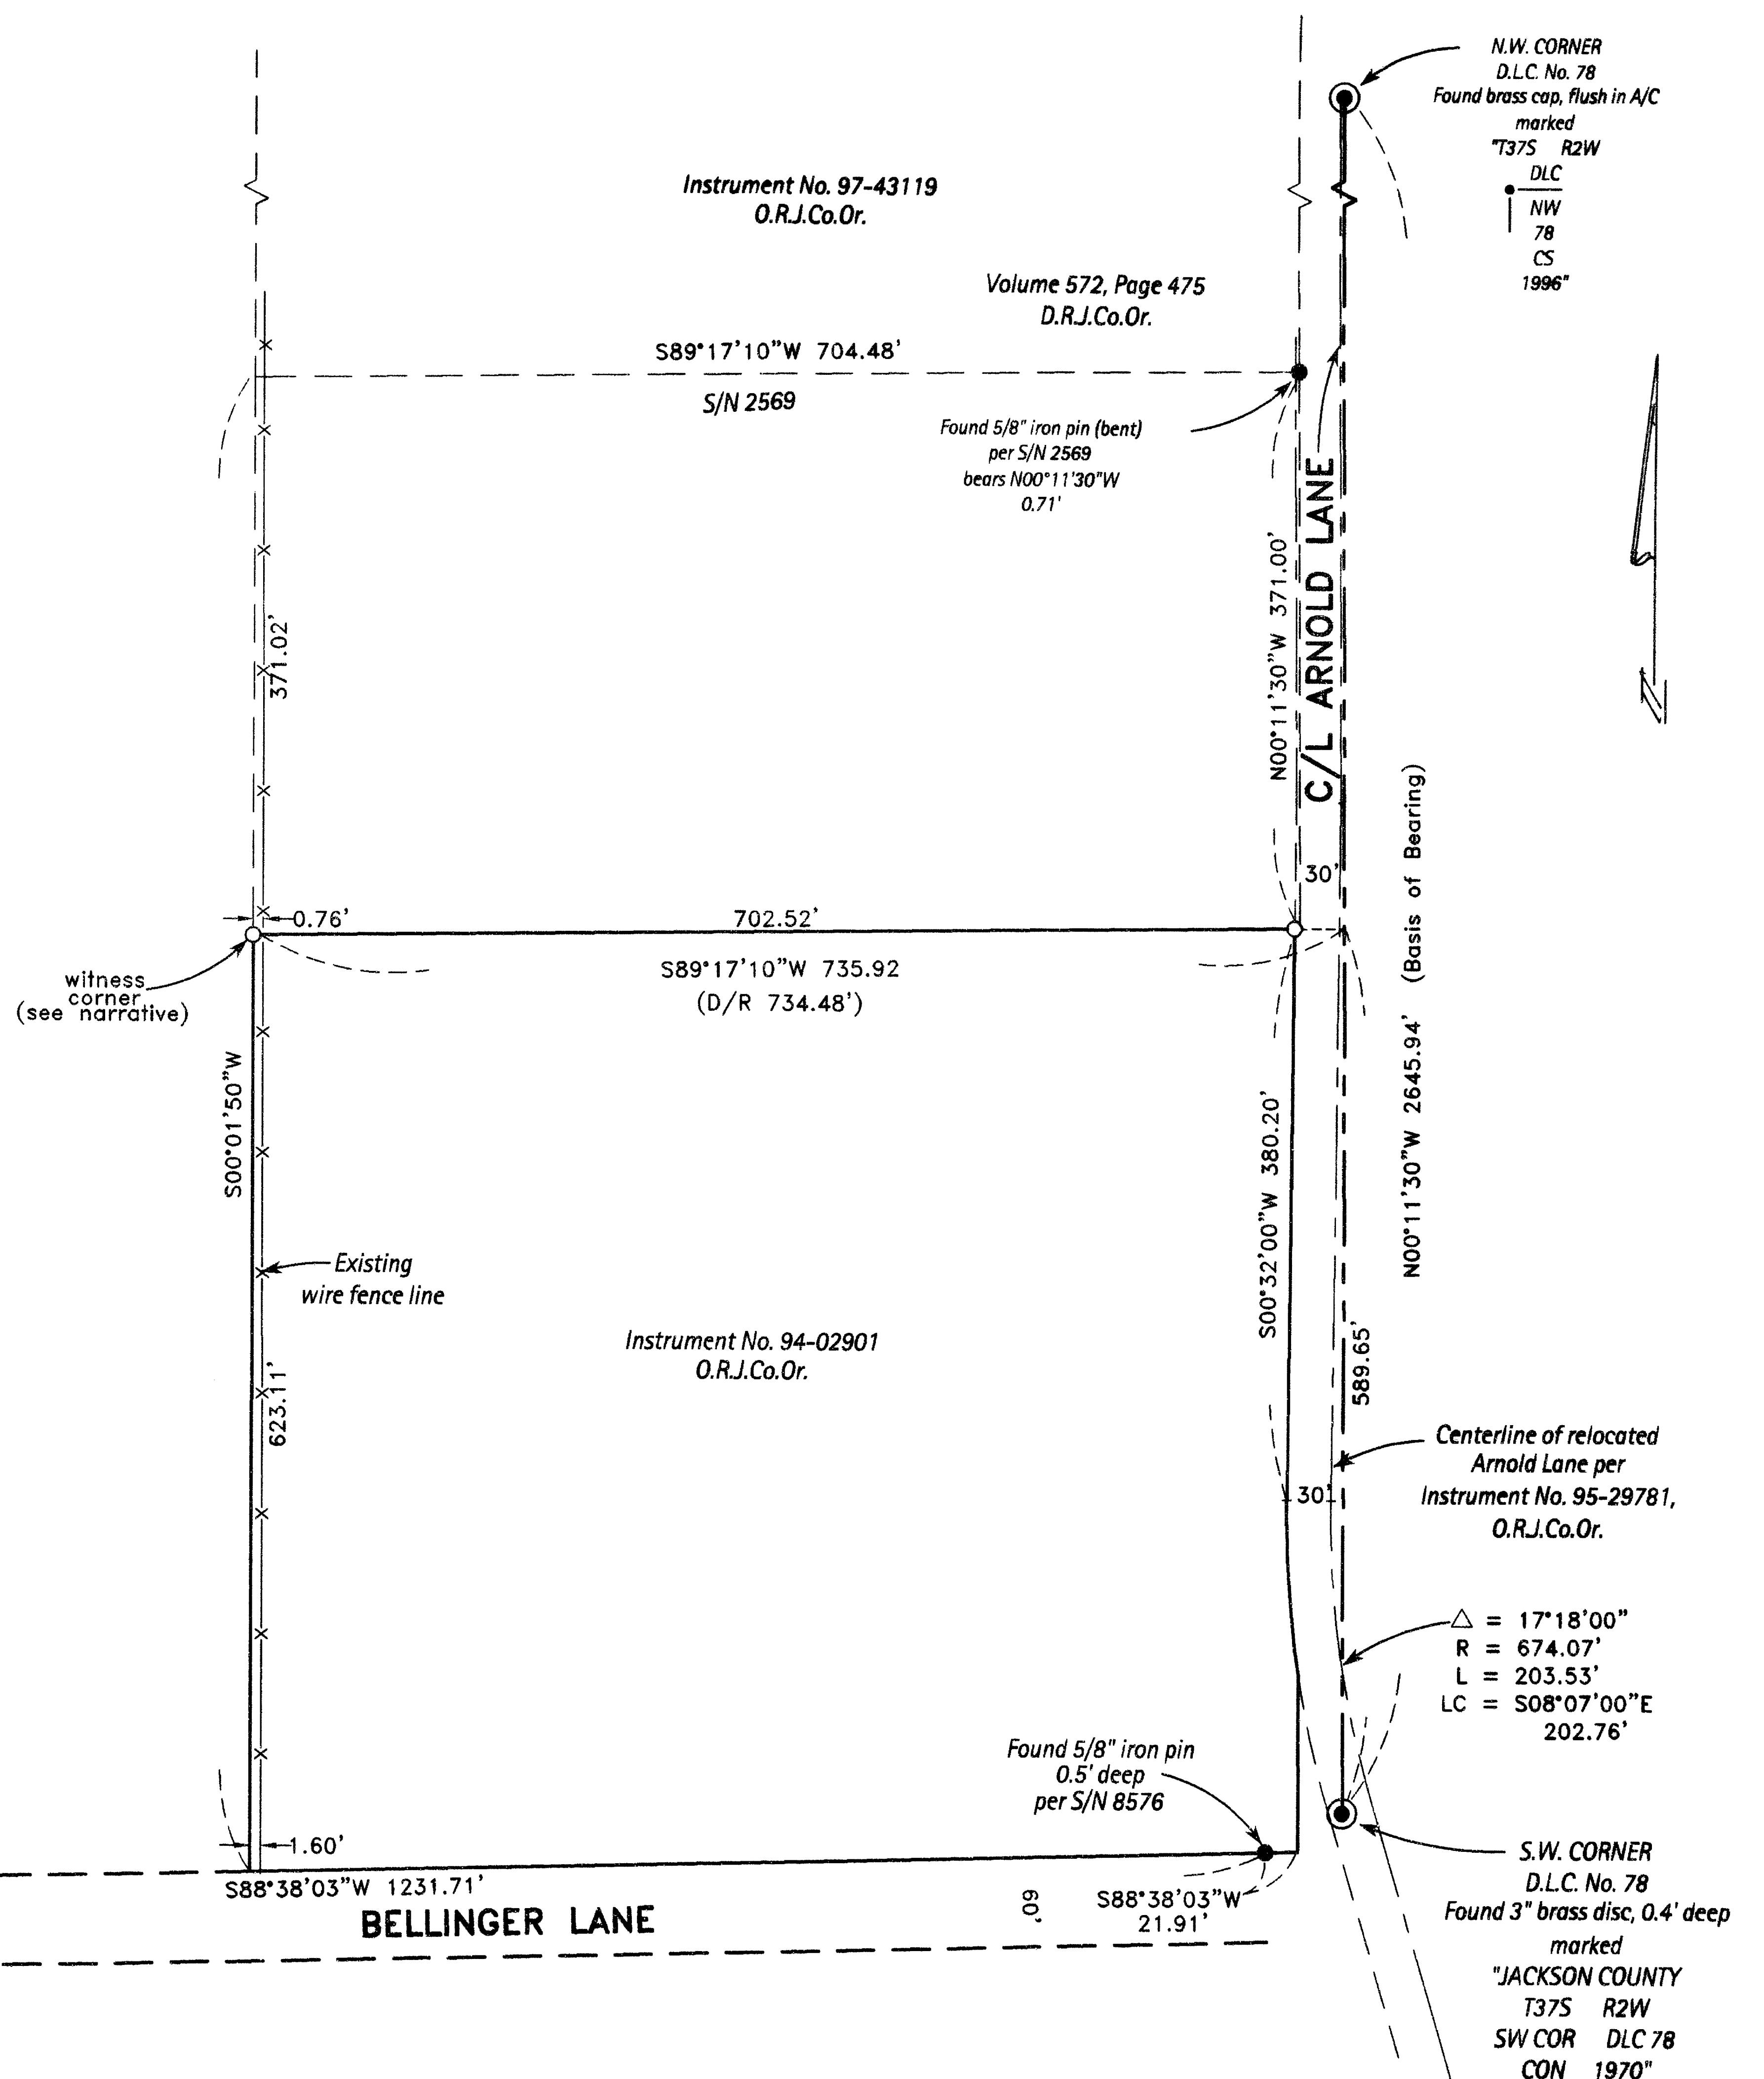 N.W. CORNER
D.L.C. No. 78
Found brass cap, flush in A/C
marked
"T37S R2W
DLC
NW
78
CS
1996"
Instrument No. 97-43119
O.R.J.Co.Or.
Volume 572, Page 475
D.R.J.Co.Or.
S89°17'10"W 704.48'
S/N 2569
Found 5/8" iron pin (bent)
per S/N 2569
bears N00°11'30"W
0.71'
371.02'
N00°11'30"W 371.00'
C/L ARNOLD LANE
N
30'
0.76'
702.52'
S89°17'10"W 735.92
(D/R 734.48')
witness
corner
(see narrative)
N00°11'30"W 2645.94' (Basis of Bearing)
S00°01'50"W
623.11'
S00°32'00"W 380.20'
589.65'
Existing
wire fence line
Instrument No. 94-02901
O.R.J.Co.Or.
Centerline of relocated
Arnold Lane per
Instrument No. 95-29781,
O.R.J.Co.Or.
30'
△ = 17°18'00"
R = 674.07'
L = 203.53'
LC = S08°07'00"E
202.76'
Found 5/8" iron pin
0.5' deep
per S/N 8576
1.60'
S88°38'03"W 1231.71'
BELLINGER LANE
60'
S88°38'03"W
21.91'
S.W. CORNER
D.L.C. No. 78
Found 3" brass disc, 0.4' deep
marked
"JACKSON COUNTY
T37S R2W
SW COR DLC 78
CON 1970"